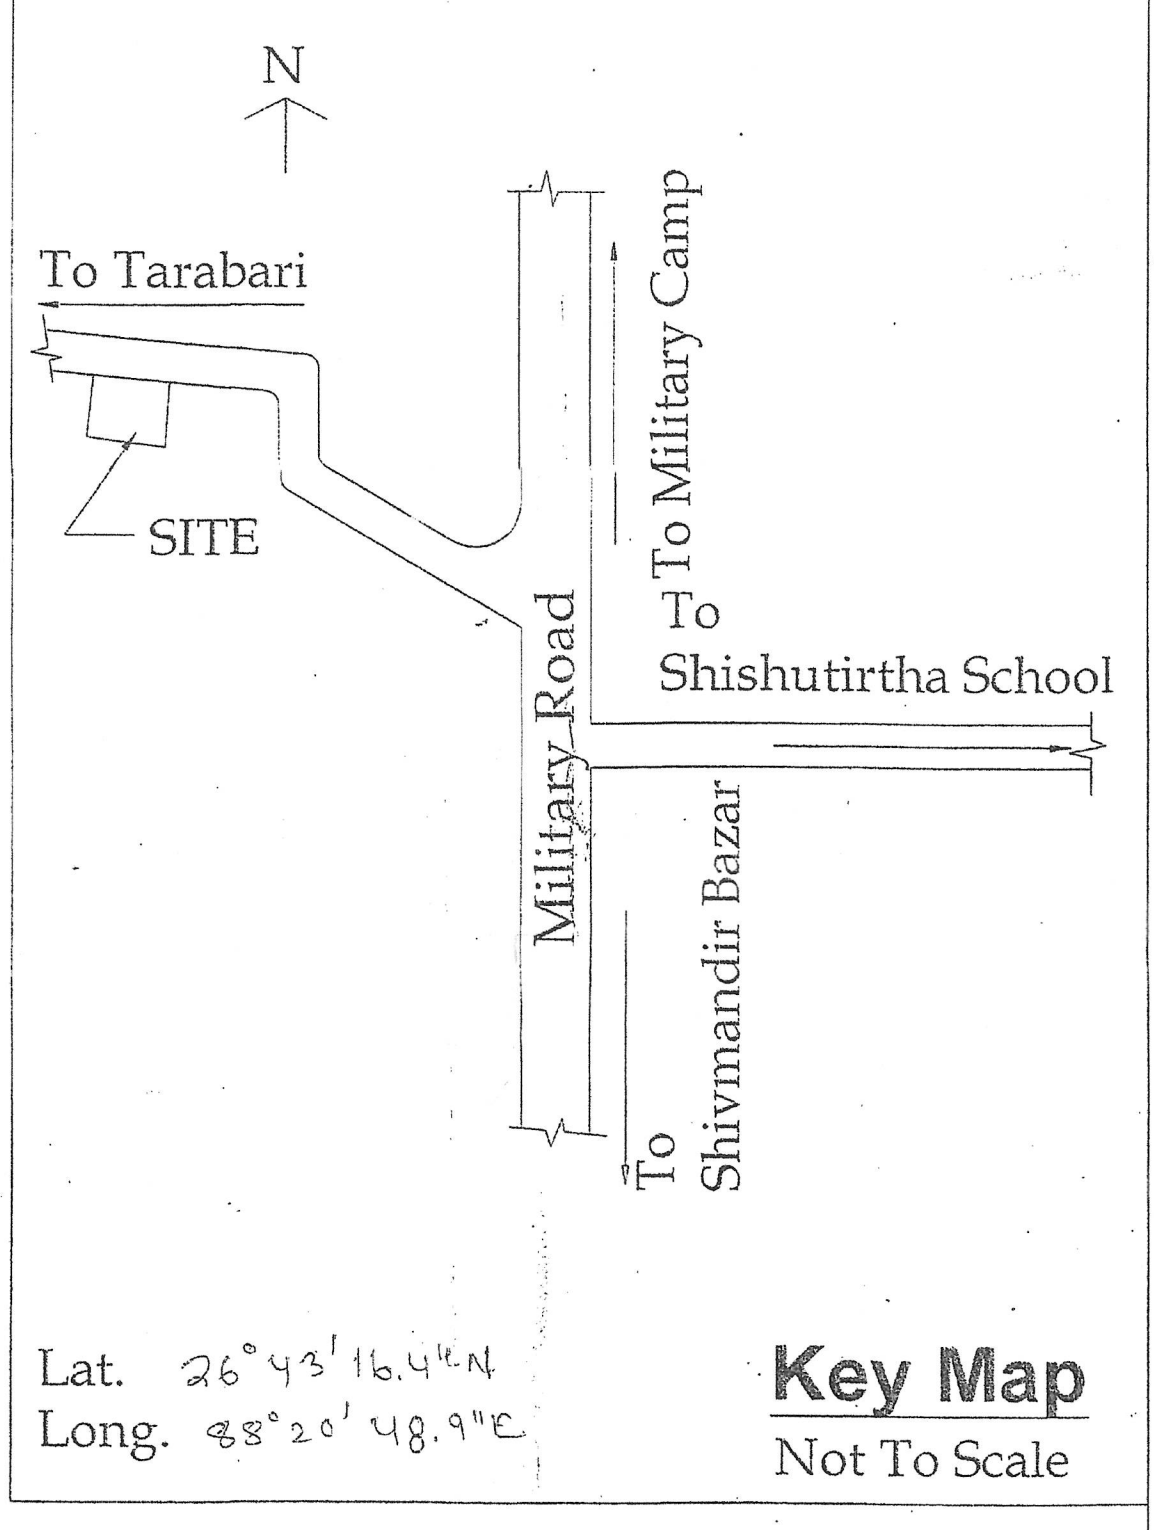 N
To Tarabari
SITE
To Military Camp
To
Shishutirtha School
Military Road
To
Shivmandir Bazar
Lat. 26°43'16.4"N
Long. 88°20'48.9"E
Key Map
Not To Scale